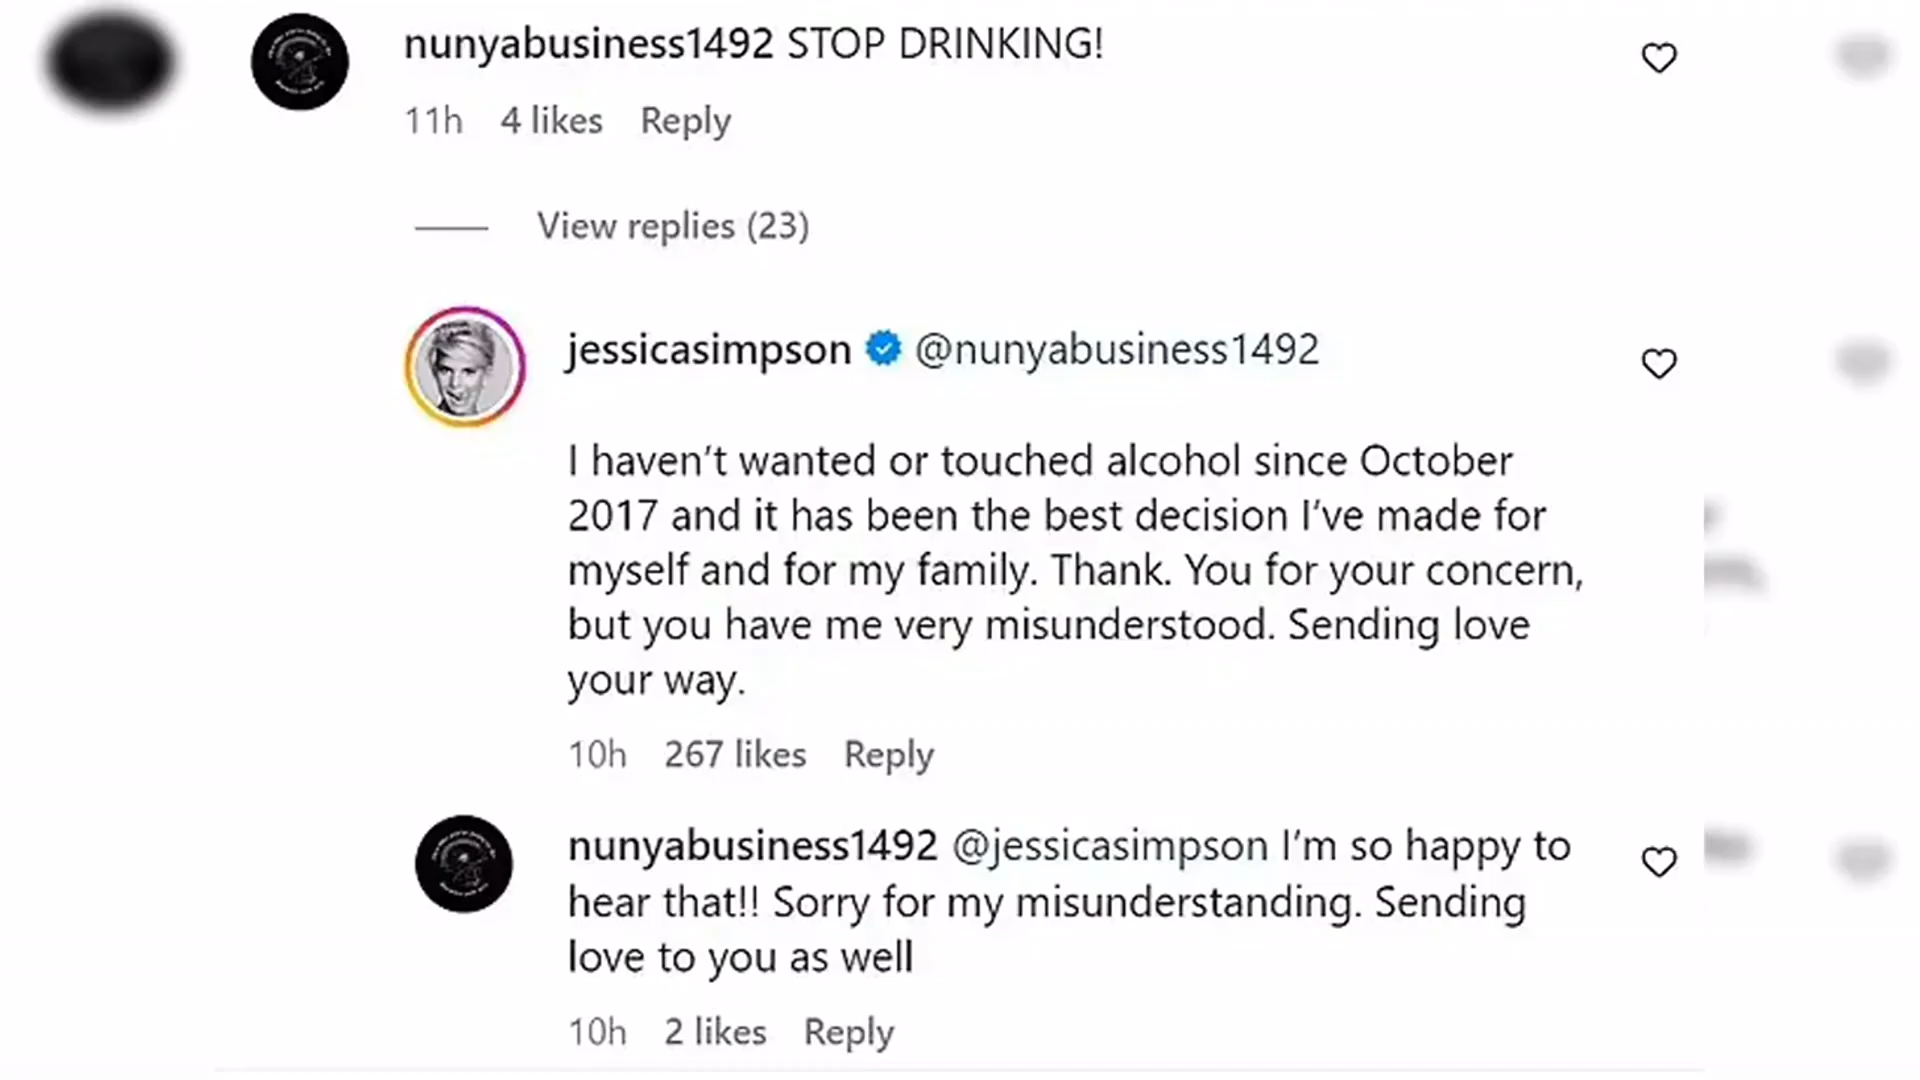 nunyabusiness1492 STOP DRINKING!
11h 4 likes Reply
View replies (23)
jessicasimpson @nunyabusiness1492
I haven’t wanted or touched alcohol since October
2017 and it has been the best decision I’ve made for
myself and for my family. Thank. You for your concern,
but you have me very misunderstood. Sending love
your way.
10h 267 likes Reply
nunyabusiness1492 @jessicasimpson I’m so happy to
hear that!! Sorry for my misunderstanding. Sending
love to you as well
10h 2 likes Reply